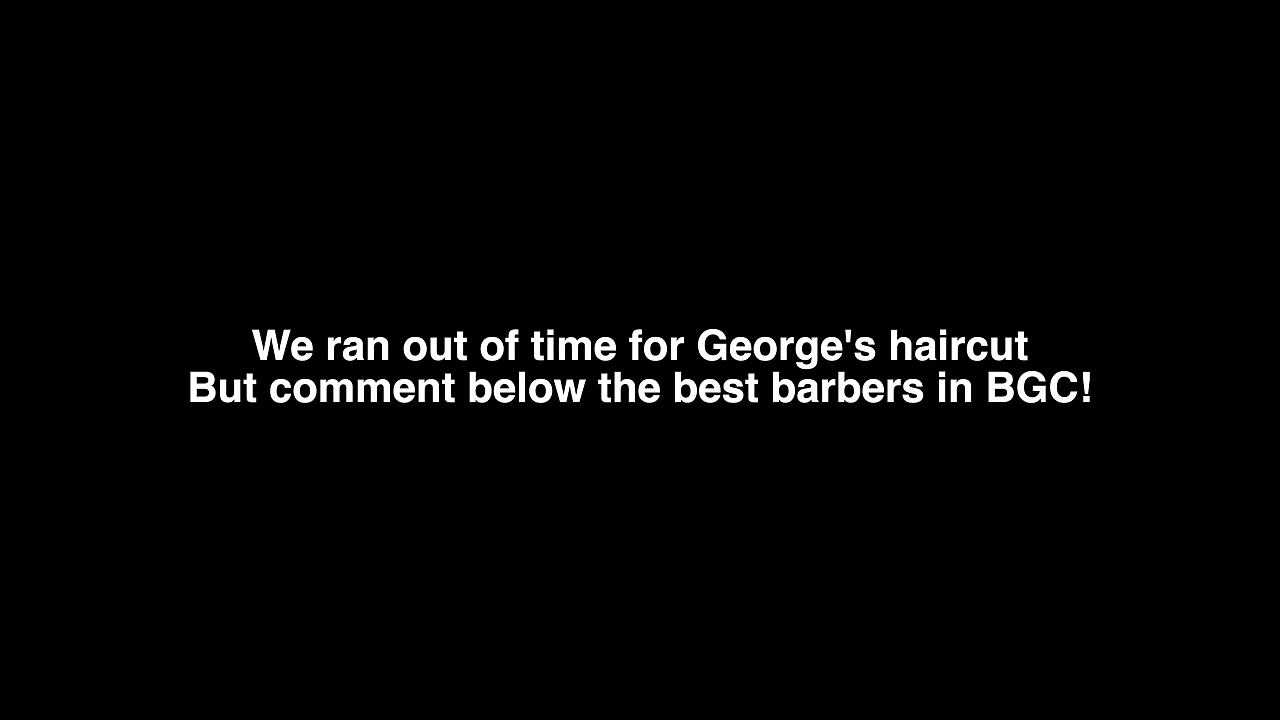 We ran out of time for George's haircut
But comment below the best barbers in BGC!